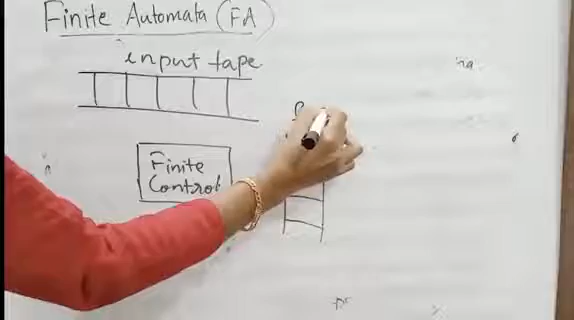 Finite Automata (FA)
input tape
Finite
Control